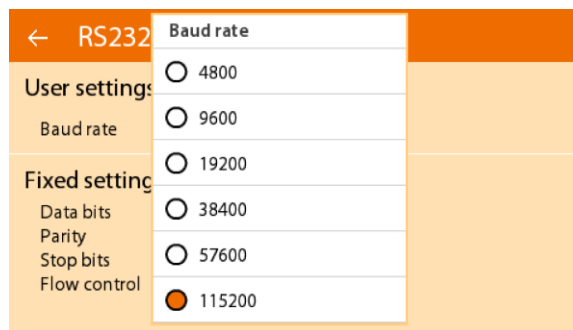 ← RS232
Baud rate
4800
9600
19200
38400
57600
115200
User settings
Baud rate
Fixed setting
Data bits
Parity
Stop bits
Flow control